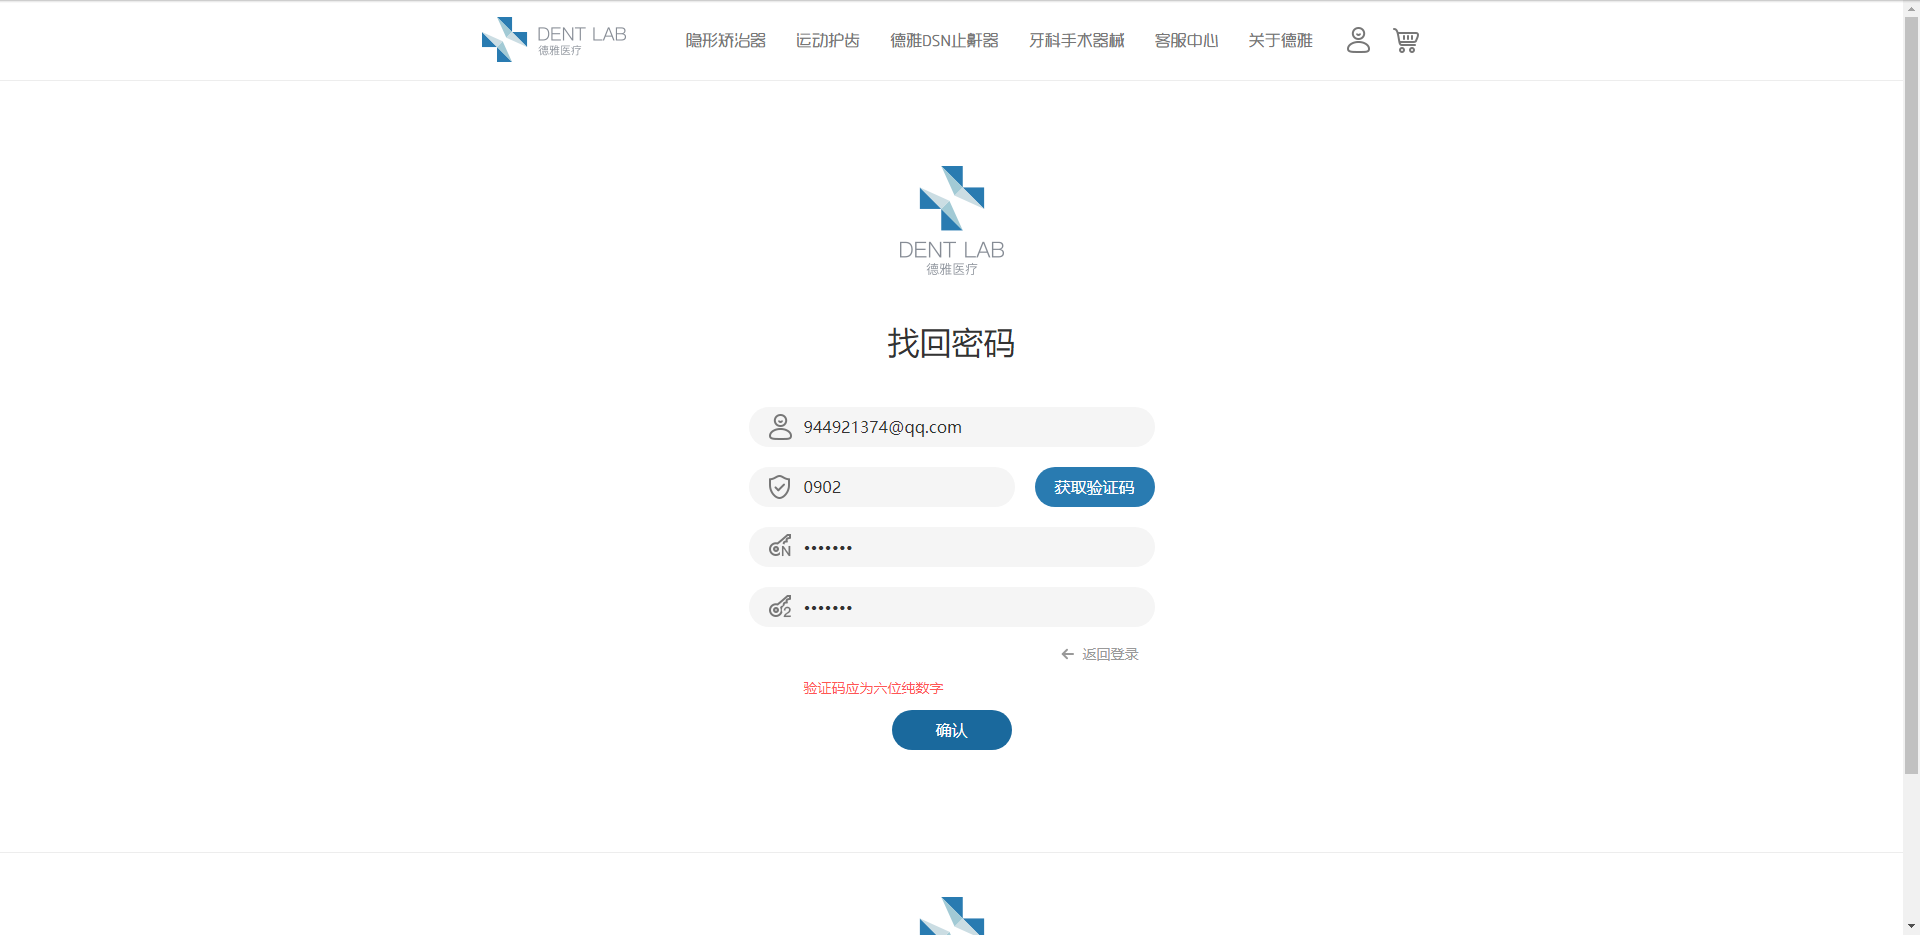 DENT LAB
德雅医疗
隐形矫治器 运动护齿 德雅DSN止鼾器 牙科手术器械 客服中心 关于德雅
DENT LAB
德雅医疗
找回密码
944921374@qq.com
0902 获取验证码
•••••••
•••••••
返回登录
验证码应为六位纯数字
确认